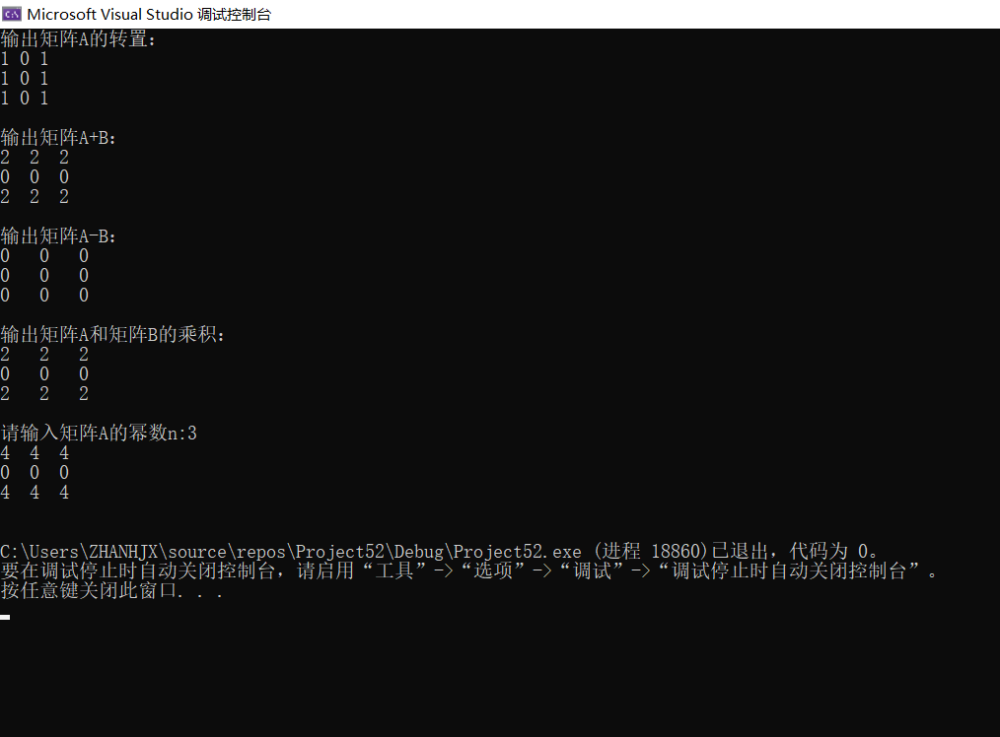 Microsoft Visual Studio 调试控制台
输出矩阵A的转置：
1 0 1
1 0 1
1 0 1
输出矩阵A+B：
2  2  2
0  0  0
2  2  2
输出矩阵A-B：
0   0   0
0   0   0
0   0   0
输出矩阵A和矩阵B的乘积：
2   2   2
0   0   0
2   2   2
请输入矩阵A的幂数n:3
4  4  4
0  0  0
4  4  4
C:\Users\ZHANHJX\source\repos\Project52\Debug\Project52.exe (进程 18860)已退出，代码为 0。
要在调试停止时自动关闭控制台，请启用“工具”->“选项”->“调试”->“调试停止时自动关闭控制台”。
按任意键关闭此窗口. . .